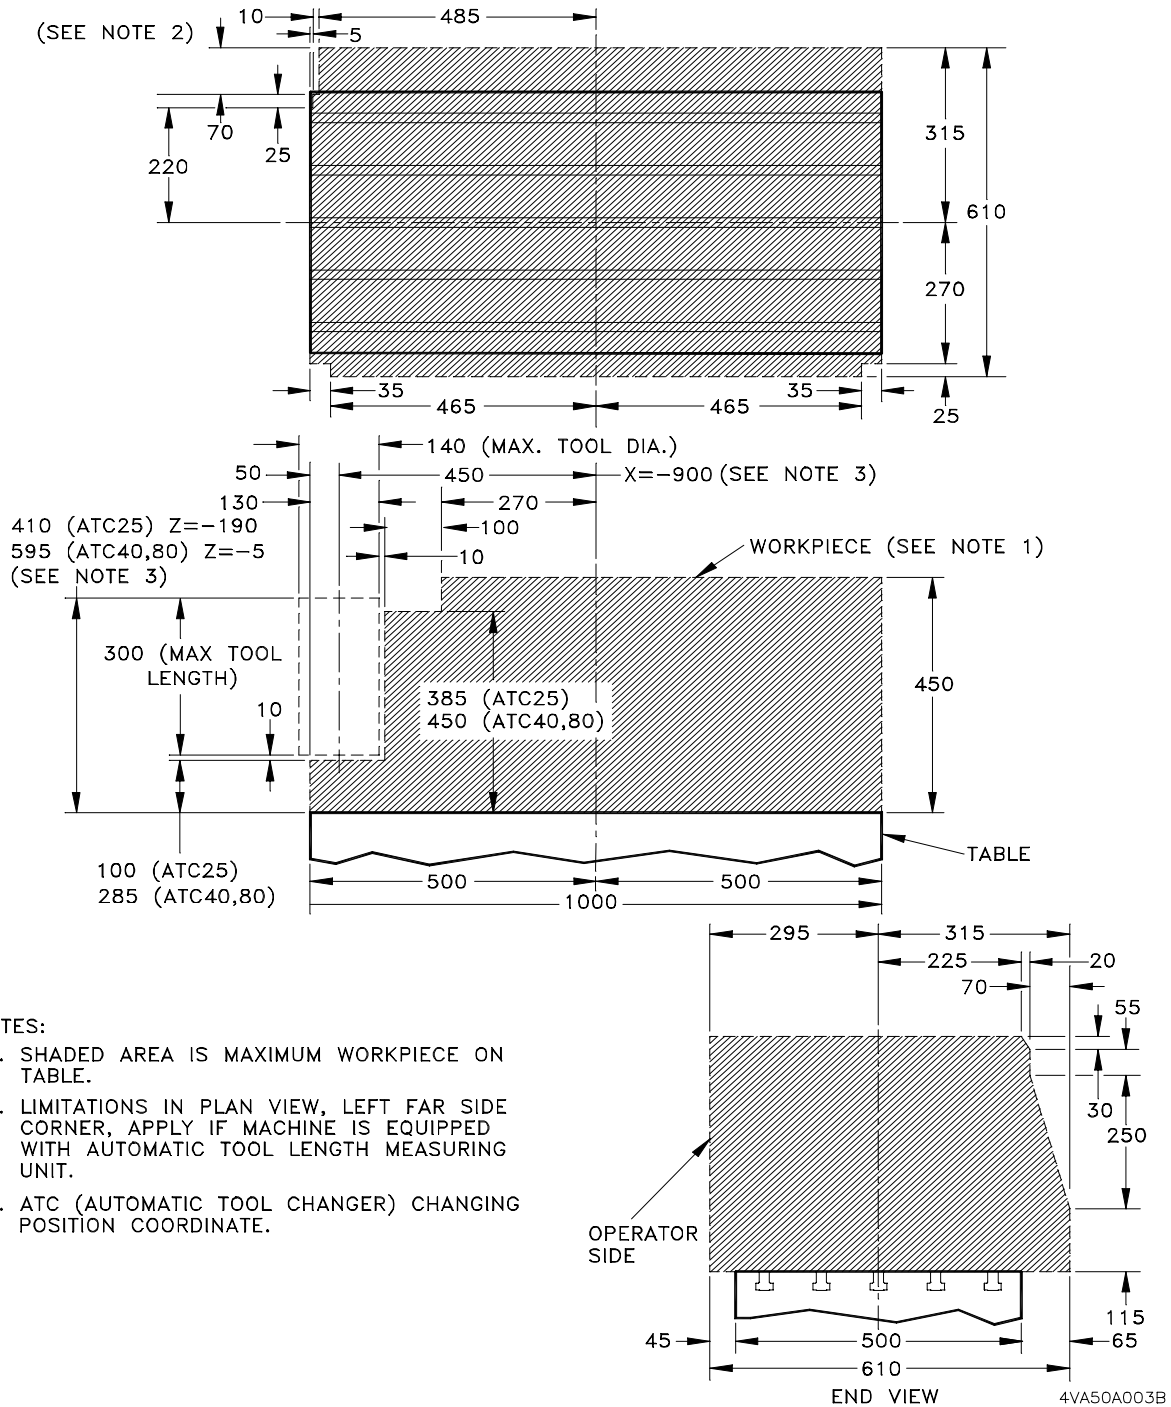 10
485
(SEE NOTE 2)
5
70
25
220
315
610
270
35
35
465
465
25
140 (MAX. TOOL DIA.)
50
450
X=-900 (SEE NOTE 3)
130
270
410 (ATC25) Z=-190
100
595 (ATC40,80) Z=-5
10
(SEE NOTE 3)
WORKPIECE (SEE NOTE 1)
300 (MAX TOOL
LENGTH)
10
385 (ATC25)
450 (ATC40,80)
450
100 (ATC25)
285 (ATC40,80)
TABLE
500
500
1000
295
315
225
20
70
55
30
250
TES:
. SHADED AREA IS MAXIMUM WORKPIECE ON
TABLE.
. LIMITATIONS IN PLAN VIEW, LEFT FAR SIDE
CORNER, APPLY IF MACHINE IS EQUIPPED
WITH AUTOMATIC TOOL LENGTH MEASURING
UNIT.
. ATC (AUTOMATIC TOOL CHANGER) CHANGING
POSITION COORDINATE.
OPERATOR
SIDE
115
45
500
65
610
END VIEW
4VA50A003B